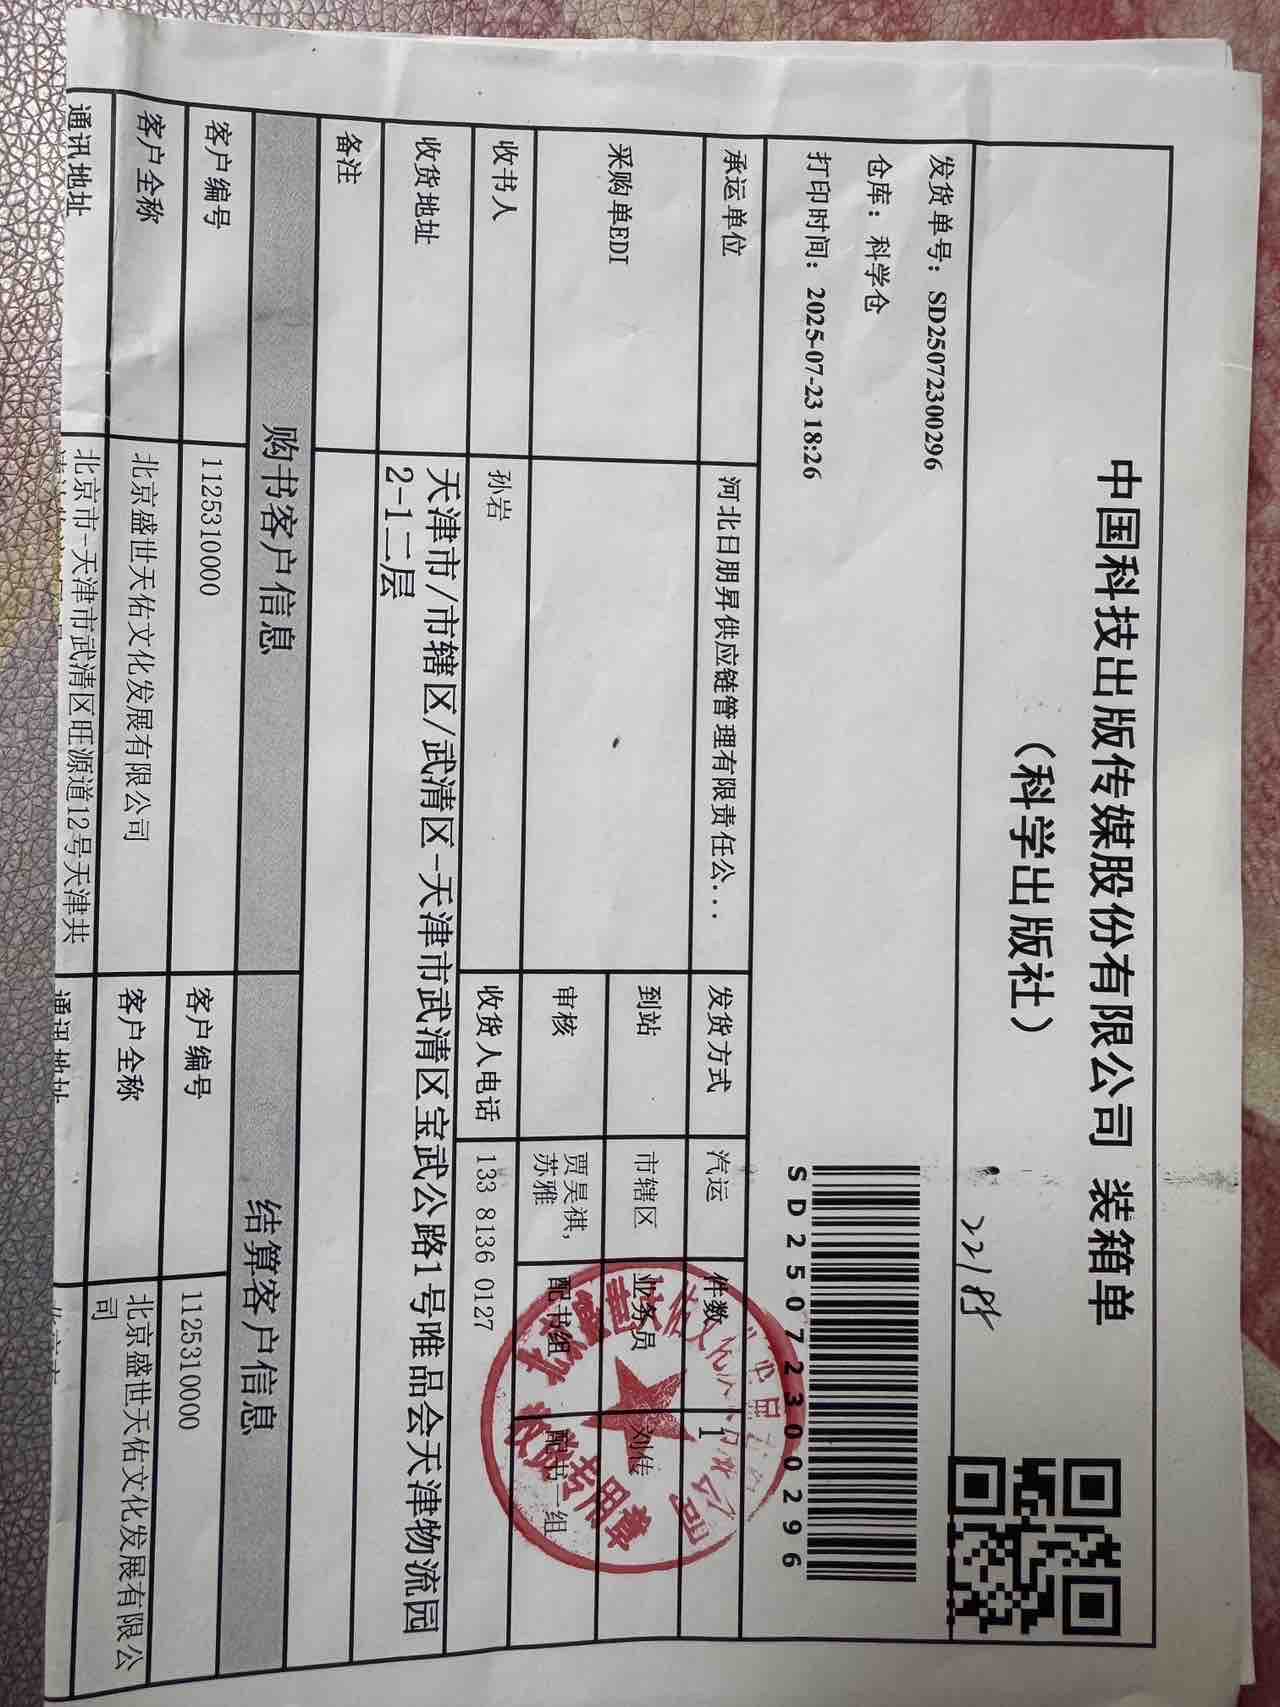 中国科技出版传媒股份有限公司 装箱单
（科学出版社）
发货单号：SD2507230296
仓库：科学仓
打印时间：2025-07-23 18:26
SD2507230296
承运单位 河北日朋昇供应链管理有限责任公... 发货方式 汽运 件数 1
采购单EDI 到站 市辖区 业务员 刘传
审核 贾昊祺,苏雅 配书组 配书一组
收书人 孙岩 收货人电话 133 8136 0127
收货地址 天津市/市辖区/武清区-天津市武清区宝武公路1号唯品会天津物流园
2-1二层
备注
购书客户信息 结算客户信息
客户编号 1125310000 客户编号 1125310000
客户全称 北京盛世天佑文化发展有限公司 客户全称 北京盛世天佑文化发展有限公
司
通讯地址 北京市-天津市武清区旺源道12号天津共 通讯地址
收货专用章